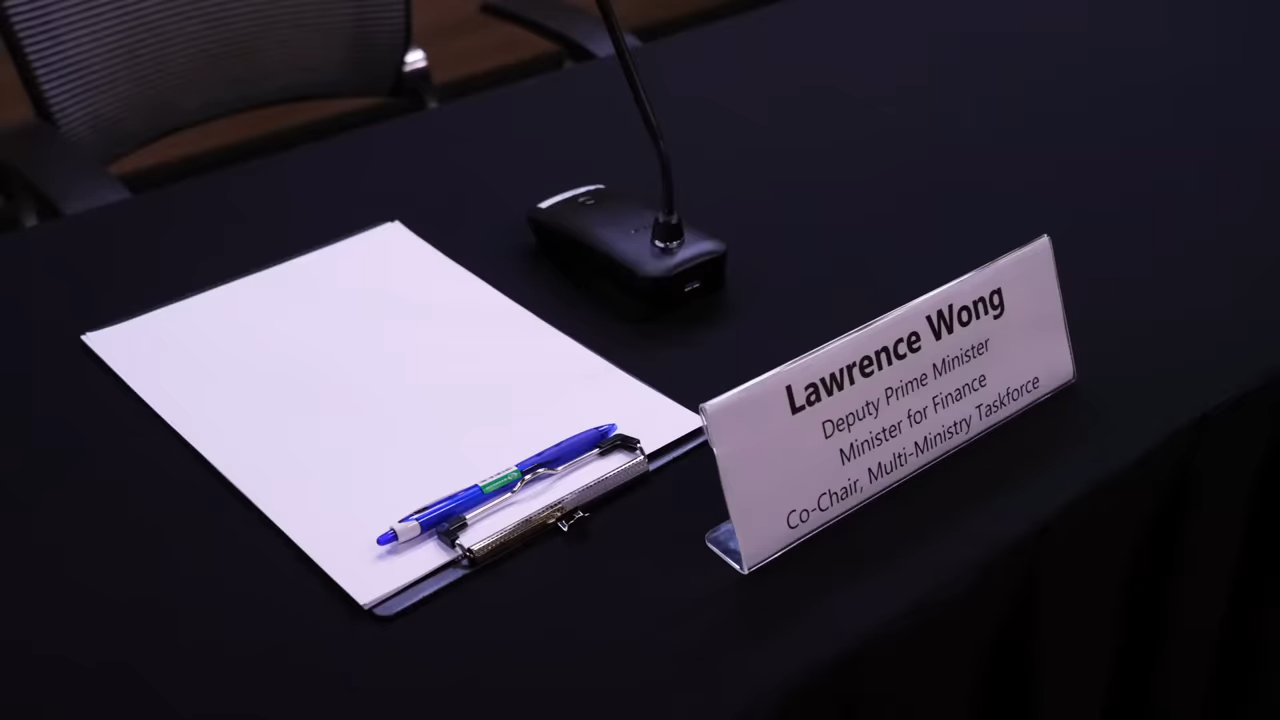 Lawrence Wong
Deputy Prime Minister
Minister for Finance
Co-Chair, Multi-Ministry Taskforce